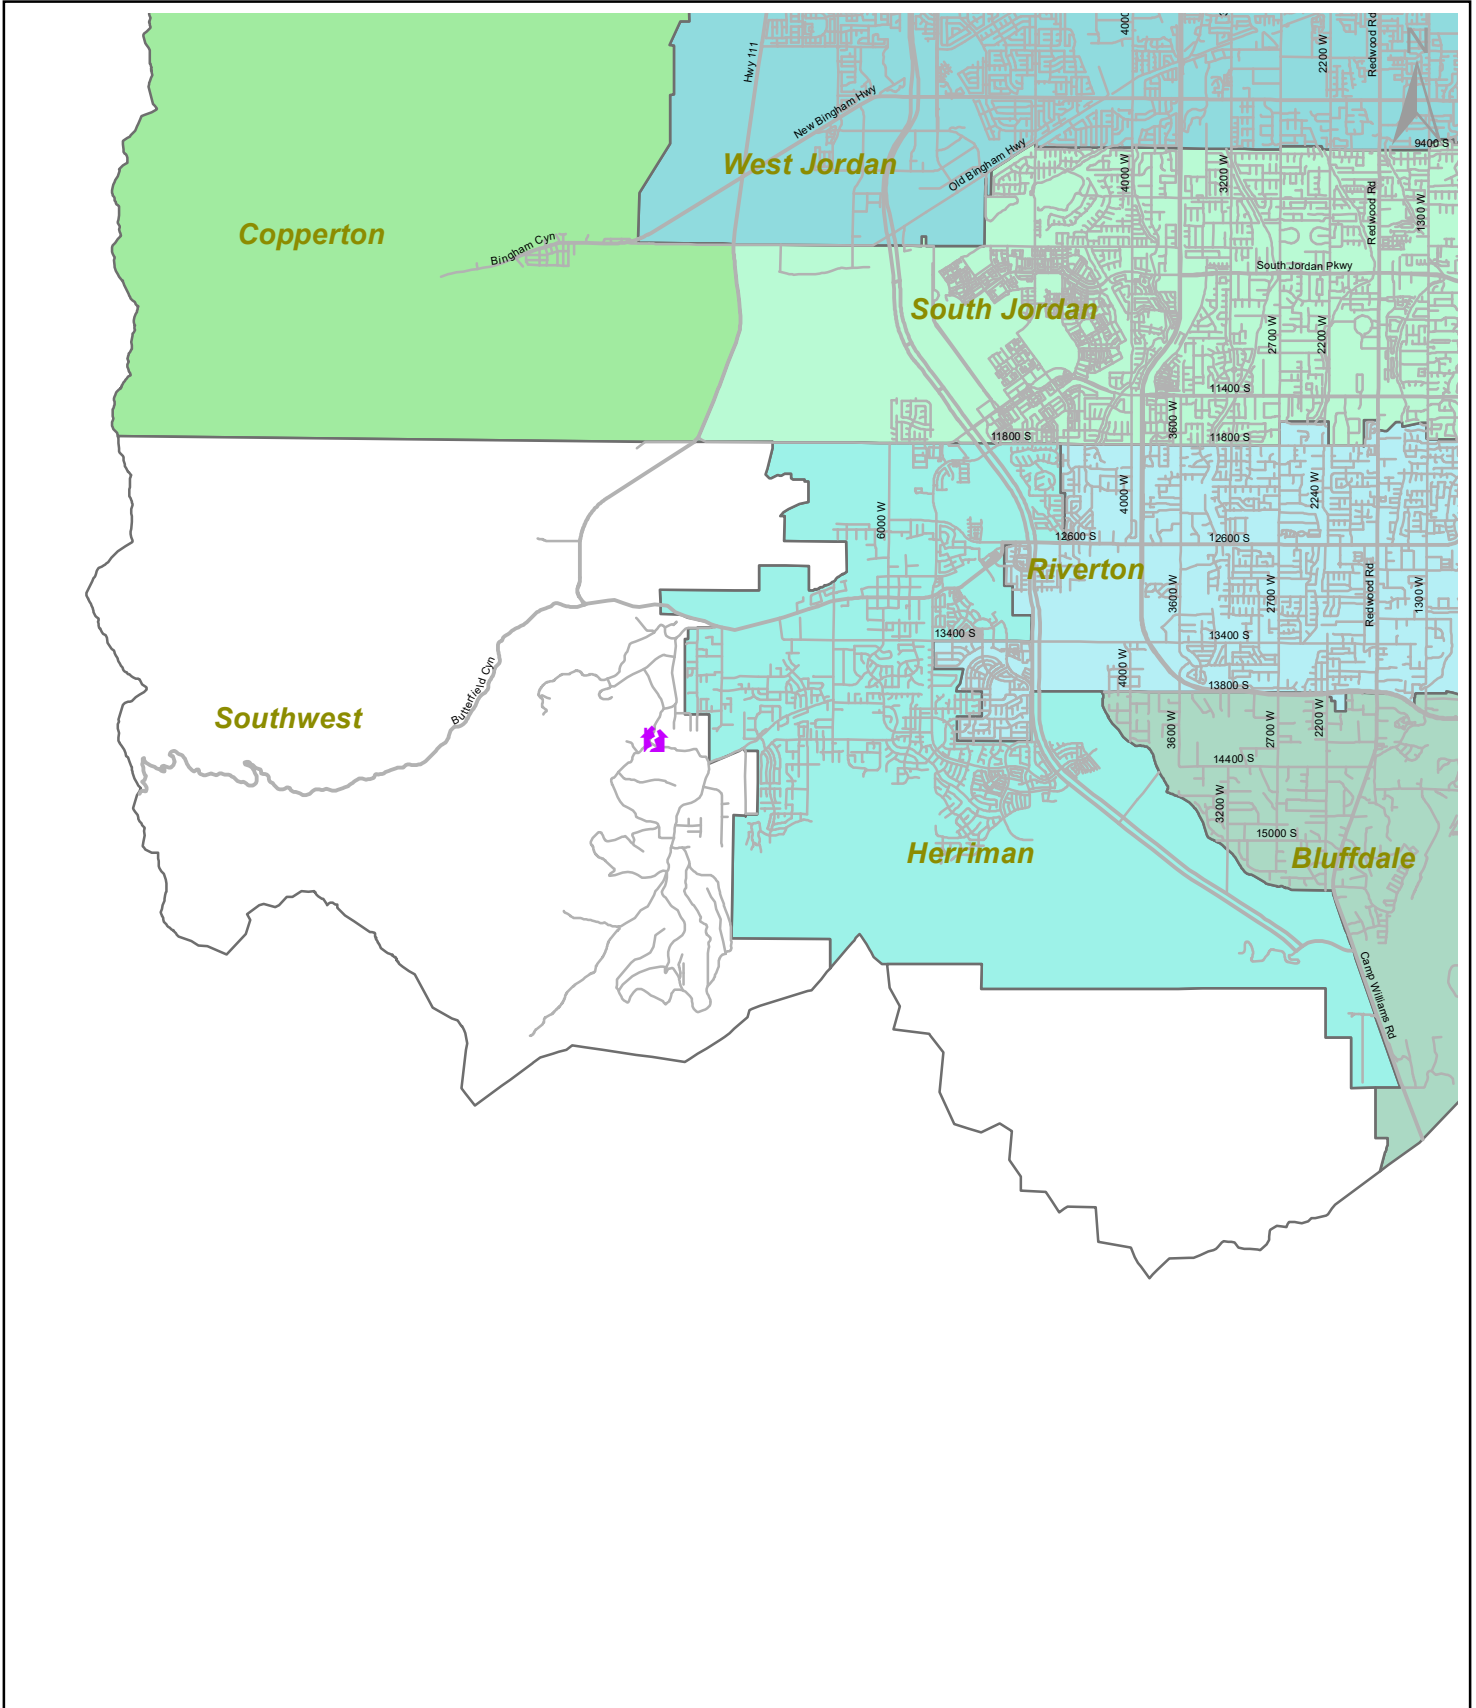 4000
S
2200 W
Redwood Rd
N
Hwy 111
New Bingham Hwy
9400 S
West Jordan
Old Bingham Hwy
4000 W
3200 W
Redwood Rd
1300 W
Copperton
Bingham Cyn
South Jordan Pkwy
South Jordan
2700 W
2200 W
11400 S
3600 W
11800 S
11800 S
6000 W
4000 W
2240 W
12600 S
12600 S
Riverton
3600 W
2700 W
Redwood Rd
1300 W
13400 S
13400 S
4000 W
13800 S
Butterfield Cyn
Southwest
3600 W
2700 W
2200 W
14400 S
3200 W
15000 S
Herriman
Bluffdale
Camp Williams Rd